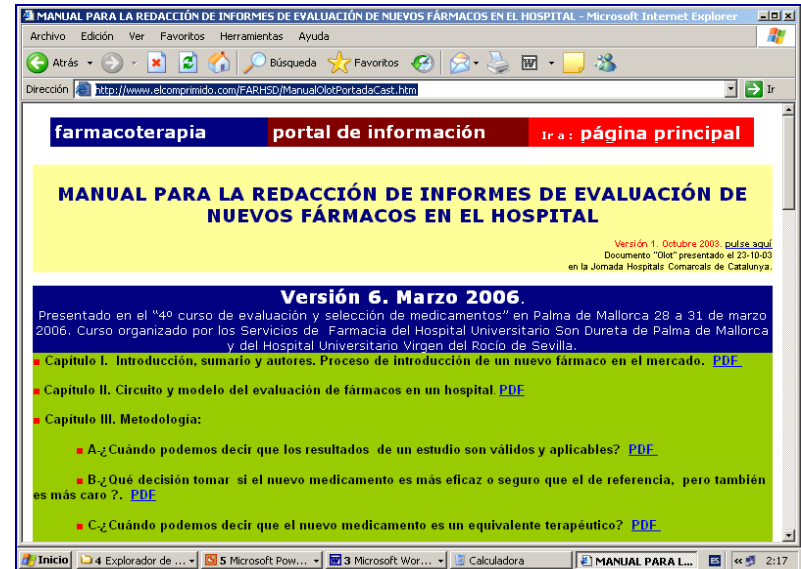 MANUAL PARA LA REDACCIÓN DE INFORMES DE EVALUACIÓN DE NUEVOS FÁRMACOS EN EL HOSPITAL - Microsoft Internet Explorer
Archivo Edición Ver Favoritos Herramientas Ayuda
Atrás Búsqueda Favoritos
Dirección http://www.elcomprimido.com/FARHSD/ManualOlotPortadaCast.htm Ir
farmacoterapia portal de información Ir a : página principal
MANUAL PARA LA REDACCIÓN DE INFORMES DE EVALUACIÓN DE
NUEVOS FÁRMACOS EN EL HOSPITAL
Versión 1. Octubre 2003. pulse aquí
Documento "Olot" presentado el 23-10-03
en la Jornada Hospitals Comarcals de Catalunya.
Versión 6. Marzo 2006.
Presentado en el "4º curso de evaluación y selección de medicamentos" en Palma de Mallorca 28 a 31 de marzo
2006. Curso organizado por los Servicios de Farmacia del Hospital Universitario Son Dureta de Palma de Mallorca
y del Hospital Universitario Virgen del Rocío de Sevilla.
Capítulo I. Introducción, sumario y autores. Proceso de introducción de un nuevo fármaco en el mercado. PDF
Capítulo II. Circuito y modelo del evaluación de fármacos en un hospital. PDF
Capítulo III. Metodología:
A-¿Cuándo podemos decir que los resultados de un estudio son válidos y aplicables? PDF
B-¿Qué decisión tomar si el nuevo medicamento es más eficaz o seguro que el de referencia, pero también
es más caro ?. PDF
C-¿Cuándo podemos decir que el nuevo medicamento es un equivalente terapéutico? PDF
Inicio 4 Explorador de ... 5 Microsoft Pow... 3 Microsoft Wor... Calculadora MANUAL PARA L... ES « 2:17